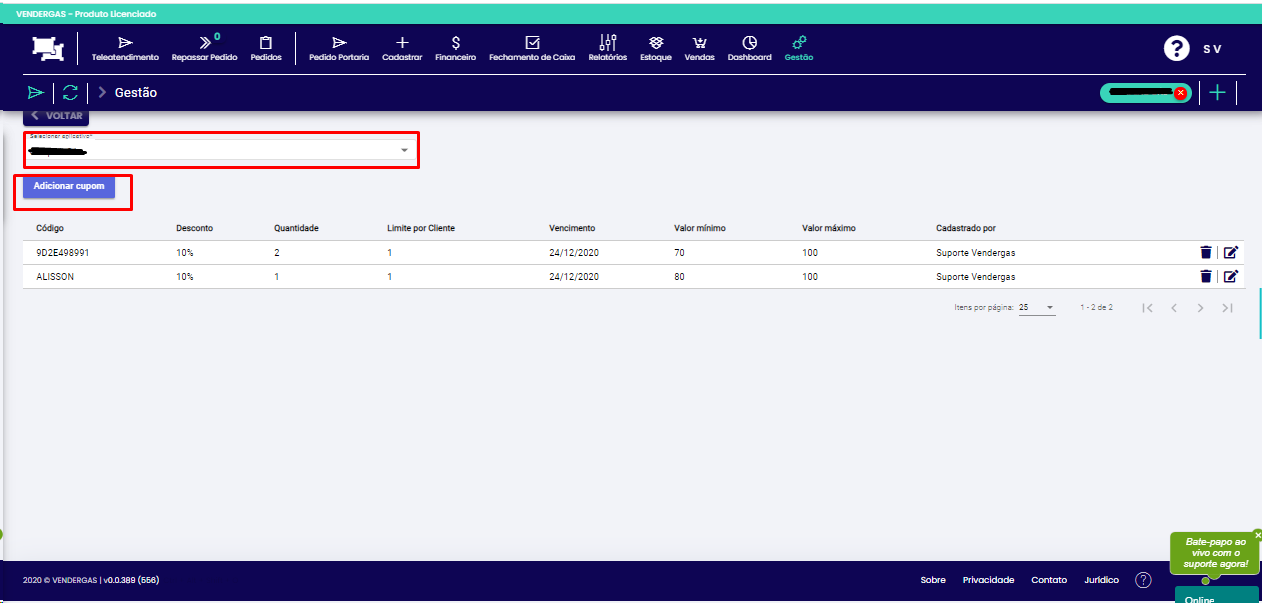 VENDERGAS - Produto Licenciado
Teleatendimento
Repassar Pedido
0
Pedidos
Pedido Portaria
Cadastrar
Financeiro
Fechamento de Caixa
Relatórios
Estoque
Vendas
Dashboard
Gestão
?
S V
Gestão
VOLTAR
Selecionar aplicativo*
Adicionar cupom
Código Desconto Quantidade Limite por Cliente Vencimento Valor mínimo Valor máximo Cadastrado por
9D2E498991 10% 2 1 24/12/2020 70 100 Suporte Vendergas
ALISSON 10% 1 1 24/12/2020 80 100 Suporte Vendergas
Itens por página: 25 1 - 2 de 2
Bate-papo ao
vivo com o
suporte agora!
2020 © VENDERGAS | v0.0.389 (556)
Sobre Privacidade Contato Jurídico ?
Online